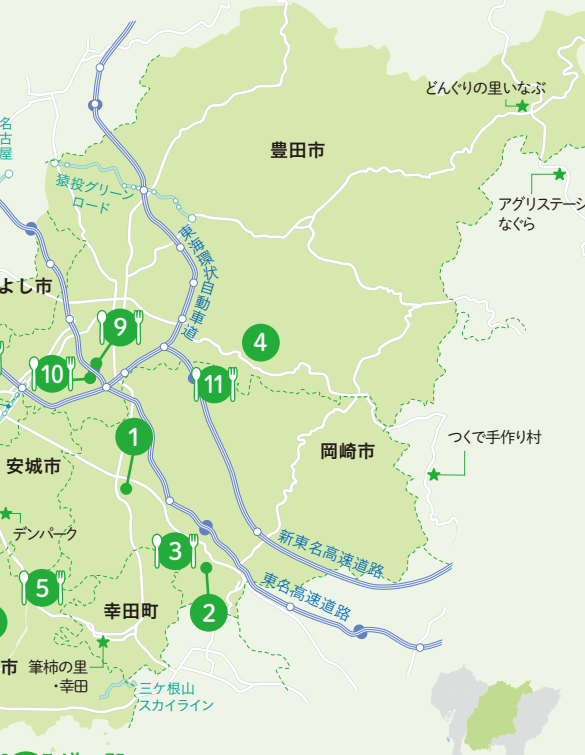 どんぐりの里いなぶ
名古屋
豊田市
猿投グリーン
ロード
アグリステーシ
なぐら
東海環状自動車道
よし市
9
4
10
11
1
つくで手作り村
岡崎市
安城市
デンパーク
新東名高速道路
3
東名高速道路
5
2
幸田町
市
筆柿の里
・幸田
三ケ根山
スカイライン